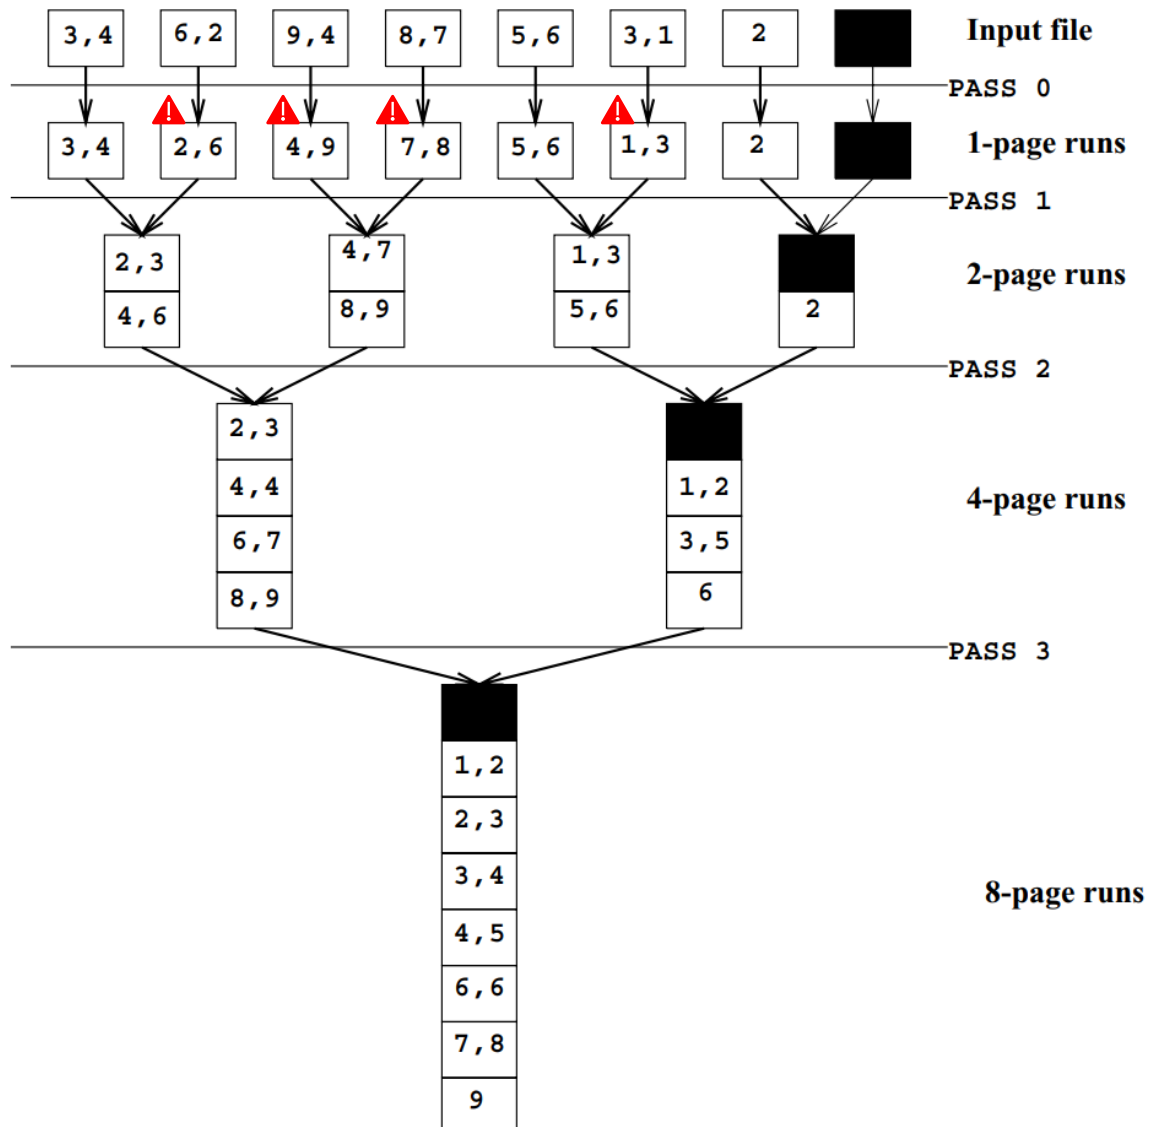 3,4 6,2 9,4 8,7 5,6 3,1 2 Input file
PASS 0
3,4 2,6 4,9 7,8 5,6 1,3 2 1-page runs
PASS 1
2,3 4,7 1,3
4,6 8,9 5,6 2 2-page runs
PASS 2
2,3
4,4 1,2 4-page runs
6,7 3,5
8,9 6
PASS 3
1,2
2,3
3,4 8-page runs
4,5
6,6
7,8
9